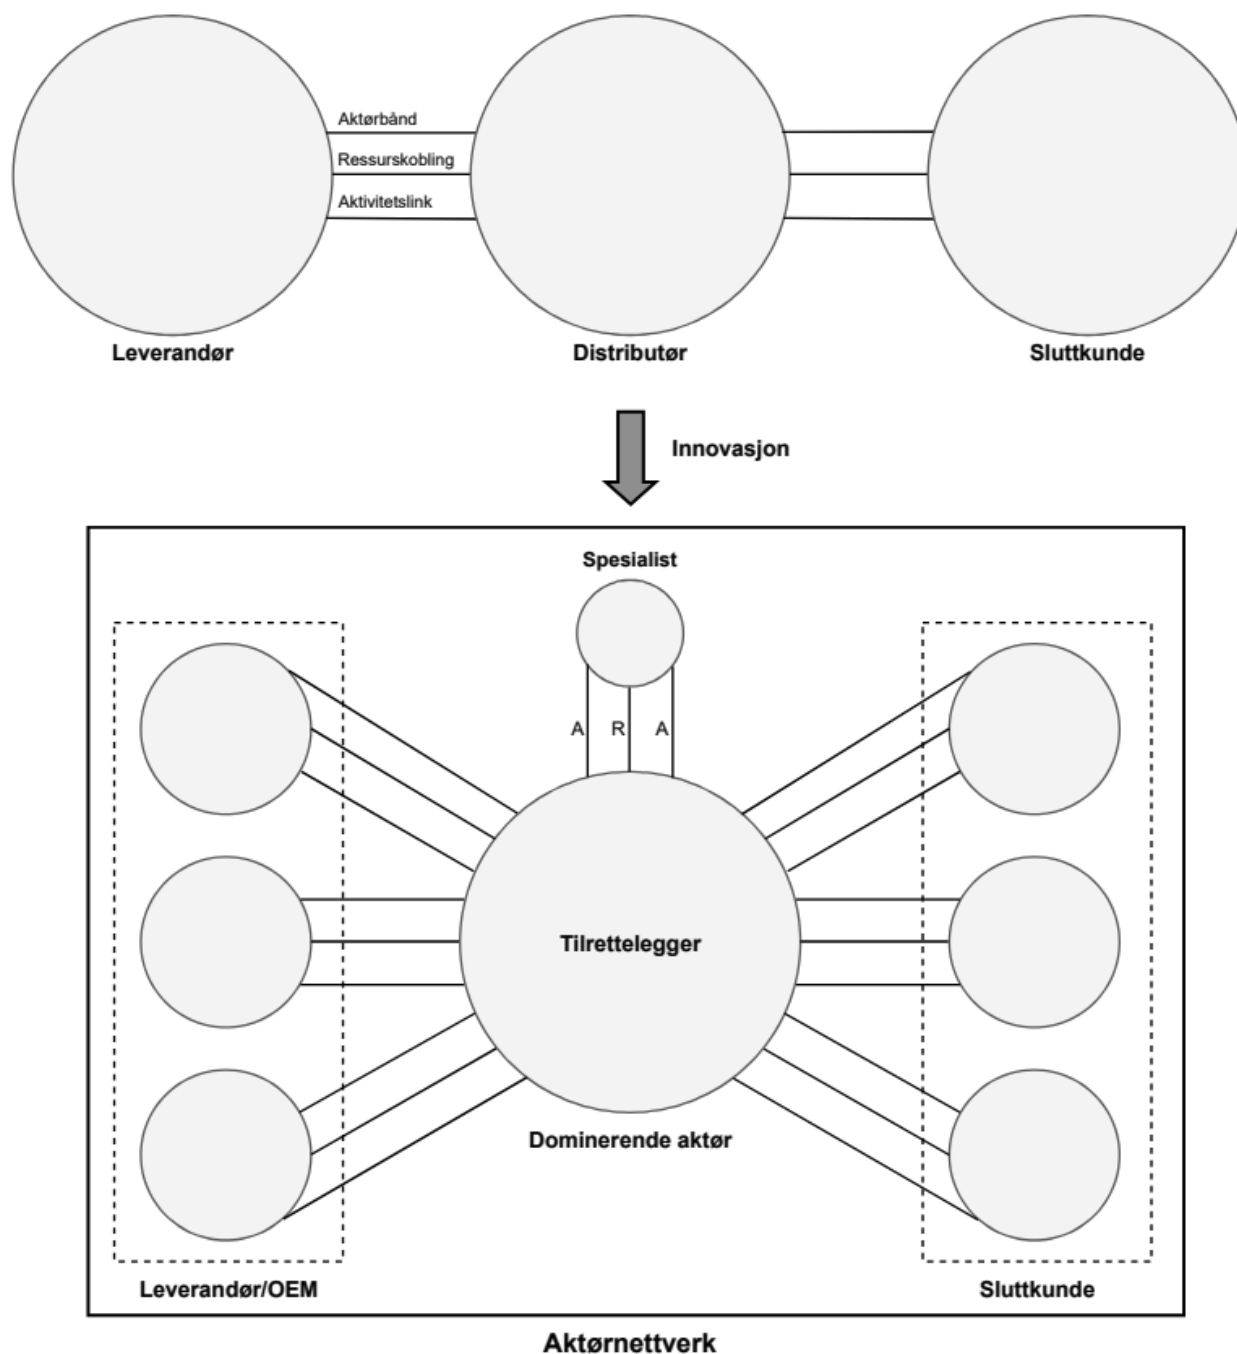 Aktørbånd
Ressurskobling
Aktivitetslink
Leverandør
Distributør
Sluttkunde
Innovasjon
Spesialist
A
R
A
Tilrettelegger
Dominerende aktør
Leverandør/OEM
Sluttkunde
Aktørnettverk